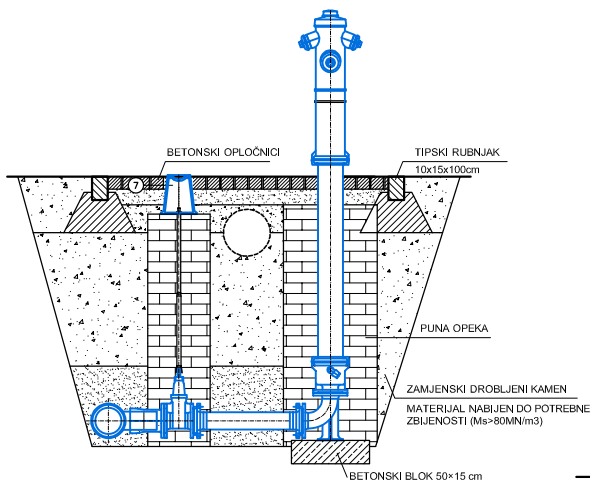 BETONSKI OPLOČNICI
TIPSKI RUBNJAK
10x15x100cm
7
PUNA OPEKA
ZAMJENSKI DROBLJENI KAMEN
MATERIJAL NABIJEN DO POTREBNE
ZBIJENOSTI (Ms>80MN/m3)
BETONSKI BLOK 50×15 cm